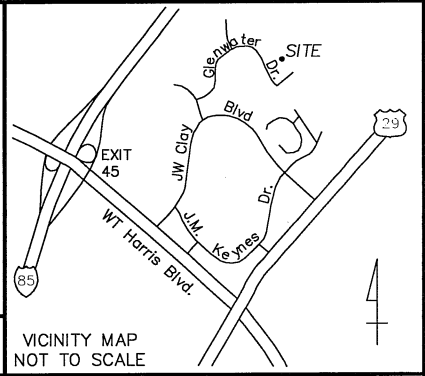 Glenwater Dr.
SITE
29
Blvd
JW Clay
EXIT
45
Dr.
J.M. Keynes
WT Harris Blvd.
85
VICINITY MAP
NOT TO SCALE